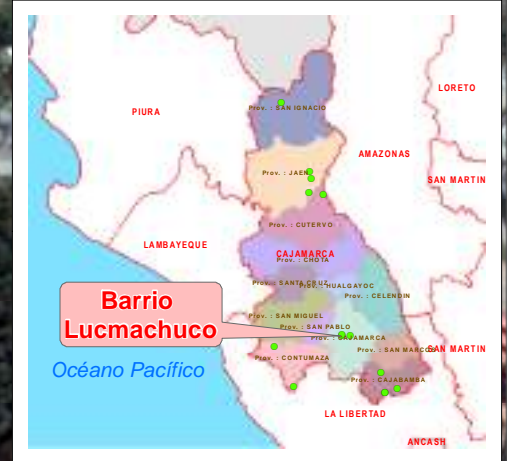 LORETO
PIURA
Prov. : SAN IGNACIO
AMAZONAS
Prov. : JAEN
SAN MARTIN
Prov. : CUTERVO
LAMBAYEQUE
CAJAMARCA
Prov. : CHOTA
Prov. : SANTA CRUZ
Prov. : HUALGAYOC
Prov. : CELENDIN
Barrio
Lucmachuco
Prov. : SAN MIGUEL
Prov. : SAN PABLO
Prov. : CAJAMARCA
Prov. : SAN MARCOS
SAN MARTIN
Prov. : CONTUMAZA
Océano Pacífico
Prov. : CAJABAMBA
LA LIBERTAD
ANCASH